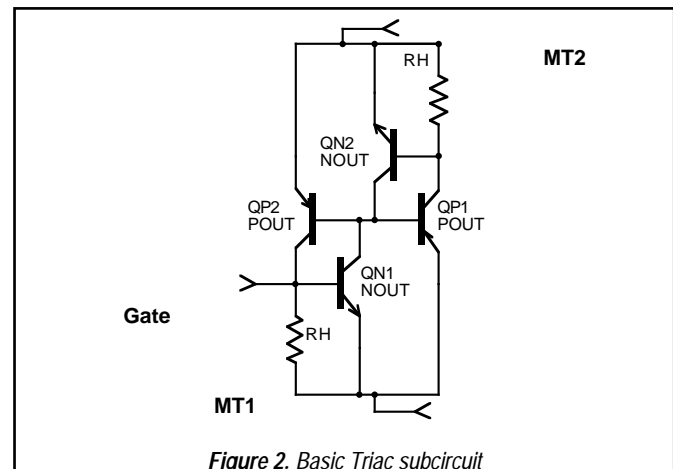 RH
MT2
QN2
NOUT
QP2
POUT
QP1
POUT
QN1
NOUT
Gate
RH
MT1
Figure 2. Basic Triac subcircuit